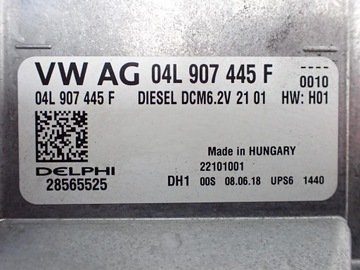 VW AG 04L 907 445 F
0010
04L 907 445 F DIESEL DCM6.2V 21 01 HW: H01
Made in HUNGARY
22101001
DELPHI
28565525
DH1 00S 08.06.18 UPS6 1440